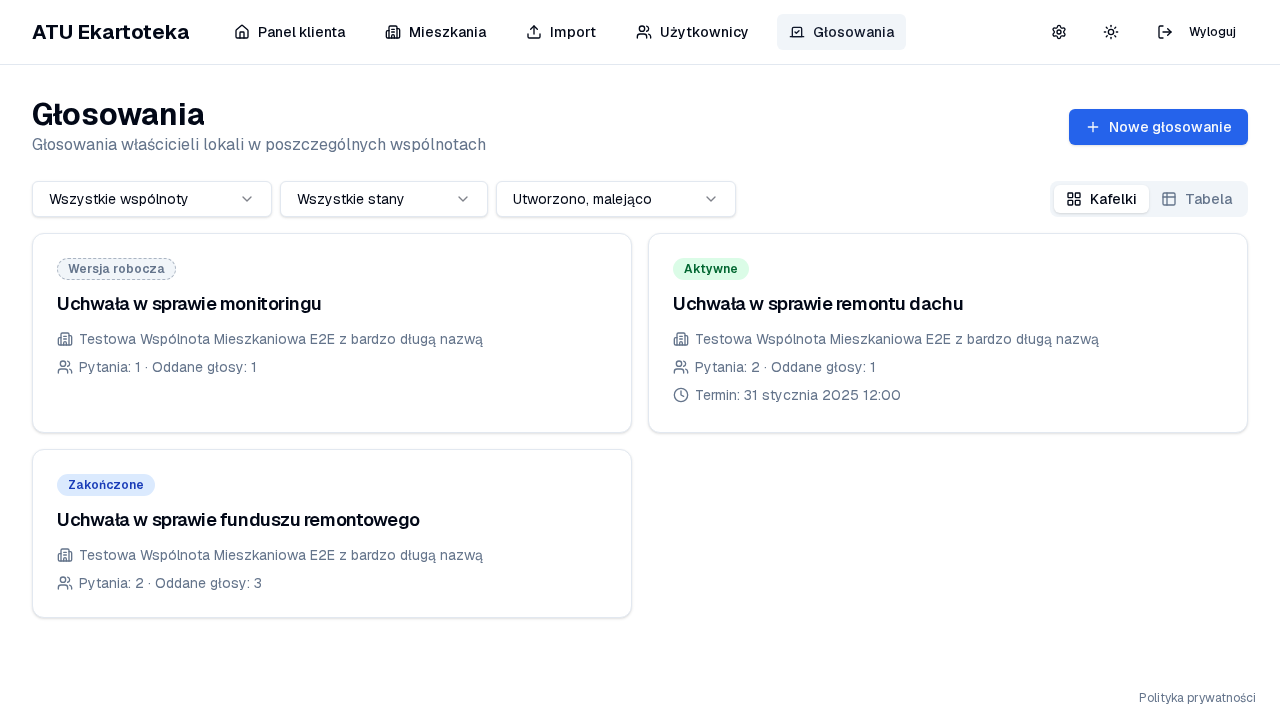 ATU Ekartoteka
Panel klienta
Mieszkania
Import
Użytkownicy
Głosowania
Wyloguj
Głosowania
Głosowania właścicieli lokali w poszczególnych wspólnotach
Nowe głosowanie
Wszystkie wspólnoty
Wszystkie stany
Utworzono, malejąco
Kafelki
Tabela
Wersja robocza
Uchwała w sprawie monitoringu
Testowa Wspólnota Mieszkaniowa E2E z bardzo długą nazwą
Pytania: 1 · Oddane głosy: 1
Aktywne
Uchwała w sprawie remontu dachu
Testowa Wspólnota Mieszkaniowa E2E z bardzo długą nazwą
Pytania: 2 · Oddane głosy: 1
Termin: 31 stycznia 2025 12:00
Zakończone
Uchwała w sprawie funduszu remontowego
Testowa Wspólnota Mieszkaniowa E2E z bardzo długą nazwą
Pytania: 2 · Oddane głosy: 3
Polityka prywatności